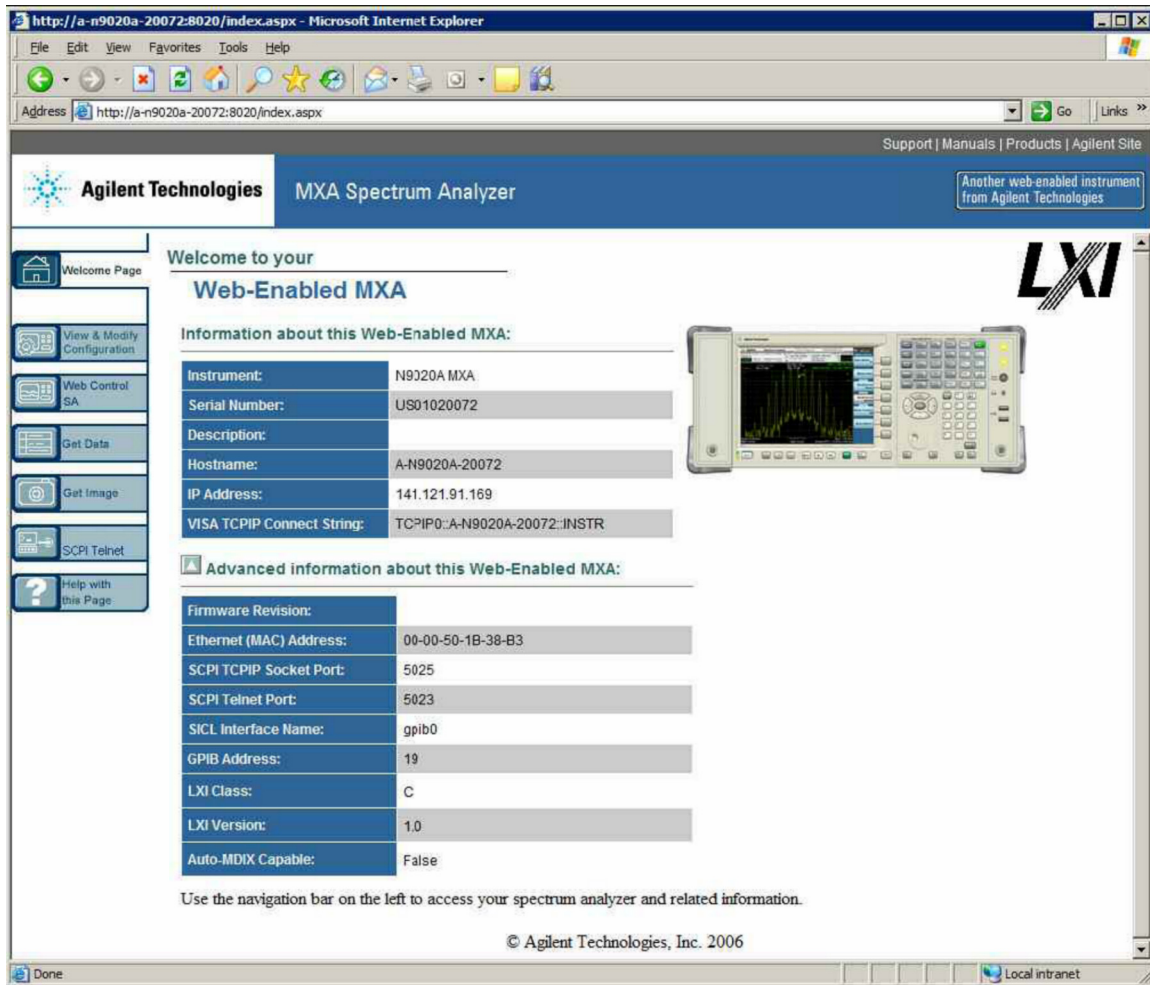 http://a-n9020a-20072:8020/index.aspx - Microsoft Internet Explorer
File Edit View Favorites Tools Help
Address http://a-n9020a-20072:8020/index.aspx Go Links »
Support | Manuals | Products | Agilent Site
Agilent Technologies MXA Spectrum Analyzer
Another web-enabled instrument
from Agilent Technologies
Welcome Page
View & Modify
Configuration
Web Control
SA
Get Data
Get Image
SCPI Telnet
Help with
this Page
Welcome to your
Web-Enabled MXA
LXI
Information about this Web-Enabled MXA:
Instrument: N9020A MXA
Serial Number: US01020072
Description:
Hostname: A-N9020A-20072
IP Address: 141.121.91.169
VISA TCPIP Connect String: TCPIP0::A-N9020A-20072::INSTR
Advanced information about this Web-Enabled MXA:
Firmware Revision:
Ethernet (MAC) Address: 00-00-50-1B-38-B3
SCPI TCPIP Socket Port: 5025
SCPI Telnet Port: 5023
SICL Interface Name: gpib0
GPIB Address: 19
LXI Class: C
LXI Version: 1.0
Auto-MDIX Capable: False
Use the navigation bar on the left to access your spectrum analyzer and related information.
© Agilent Technologies, Inc. 2006
Done Local intranet